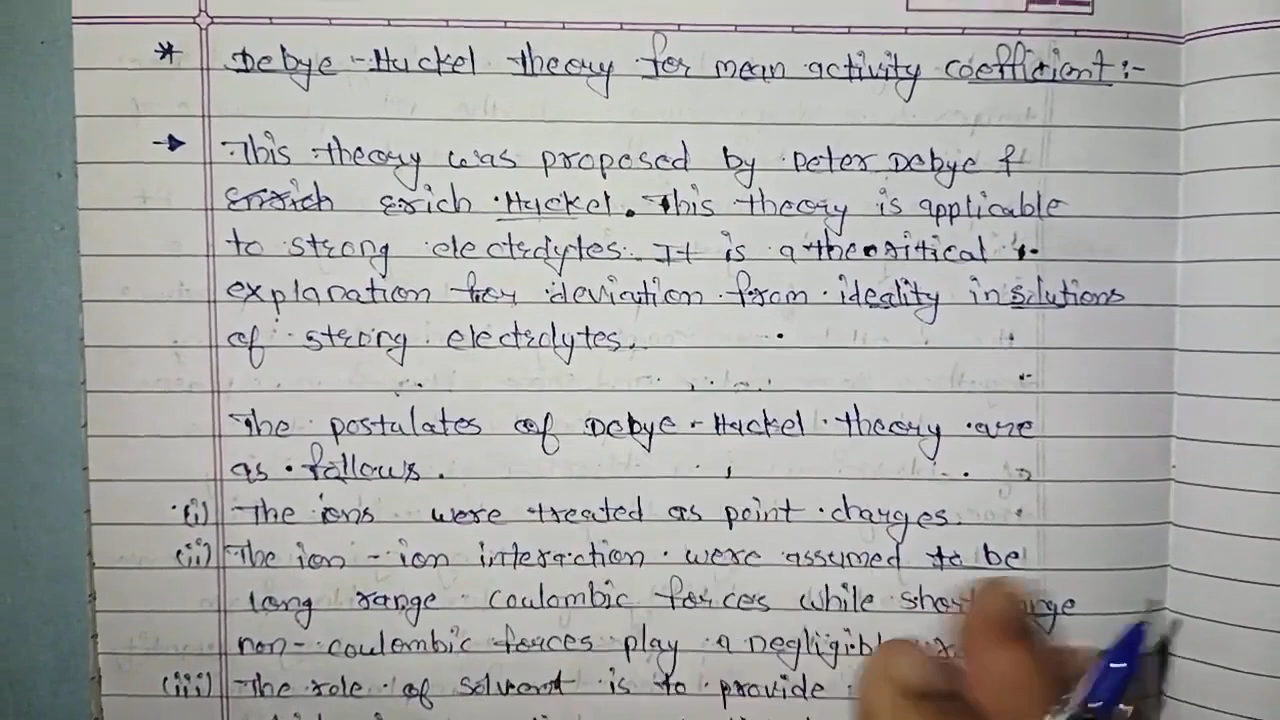 * Debye-Huckel theory for mean activity coefficient :-
→ This theory was proposed by Peter Debye &
Erich Huckel. This theory is applicable
to strong electrolytes. It is a theoritical
explanation for deviation from ideality in solutions
of strong electrolytes.
The postulates of Debye-Huckel theory are
as follows.
(i) The ions were treated as point charges.
(ii) The ion-ion interaction were assumed to be
long range coulombic forces while short
non-coulombic forces play a
(iii) The role of solvent is to provide